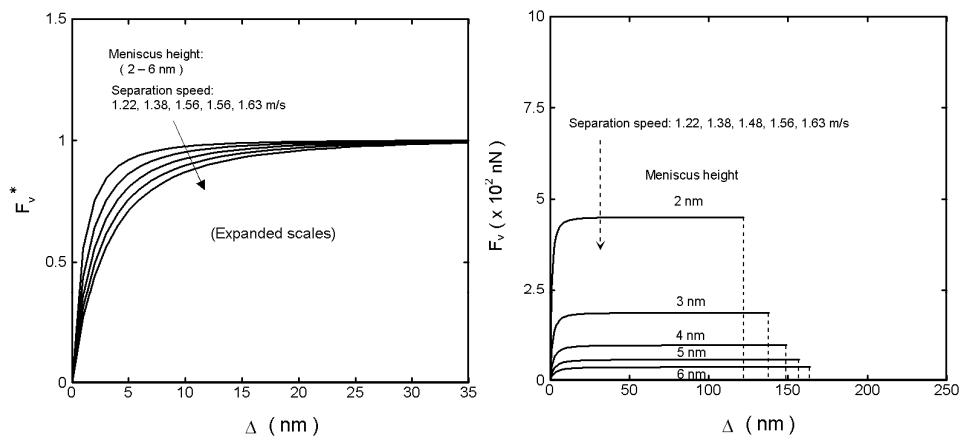 1.5
1
0.5
0
Meniscus height:
( 2 – 6 nm )
Separation speed:
1.22, 1.38, 1.56, 1.56, 1.63 m/s
(Expanded scales)
F_v*
0 5 10 15 20 25 30 35
Δ ( nm )
10
7.5
5
2.5
0
F_v ( x 10² nN )
Separation speed: 1.22, 1.38, 1.48, 1.56, 1.63 m/s
Meniscus height
2 nm
3 nm
4 nm
5 nm
6 nm
0 50 100 150 200 250
Δ ( nm )